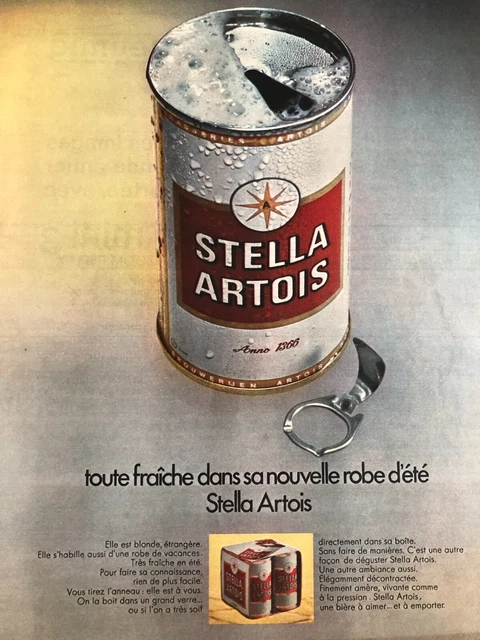 BRASSERIES ARTOIS
A
STELLA
ARTOIS
Anno 1366
BROUWERIJEN ARTOIS
toute fraîche dans sa nouvelle robe d'été
Stella Artois
Elle est blonde, étrangère.
Elle s'habille aussi d'une robe de vacances.
Très fraîche en été.
Pour faire sa connaissance,
rien de plus facile.
Vous tirez l'anneau : elle est à vous.
On la boit dans un grand verre...
ou si l'on a très soif
STELLA
ARTOIS
directement dans sa boîte.
Sans faire de manières. C'est une autre
façon de déguster Stella Artois.
Une autre ambiance aussi.
Élégamment décontractée.
Finement amère, vivante comme
à la pression. Stella Artois,
une bière à aimer... et à emporter.